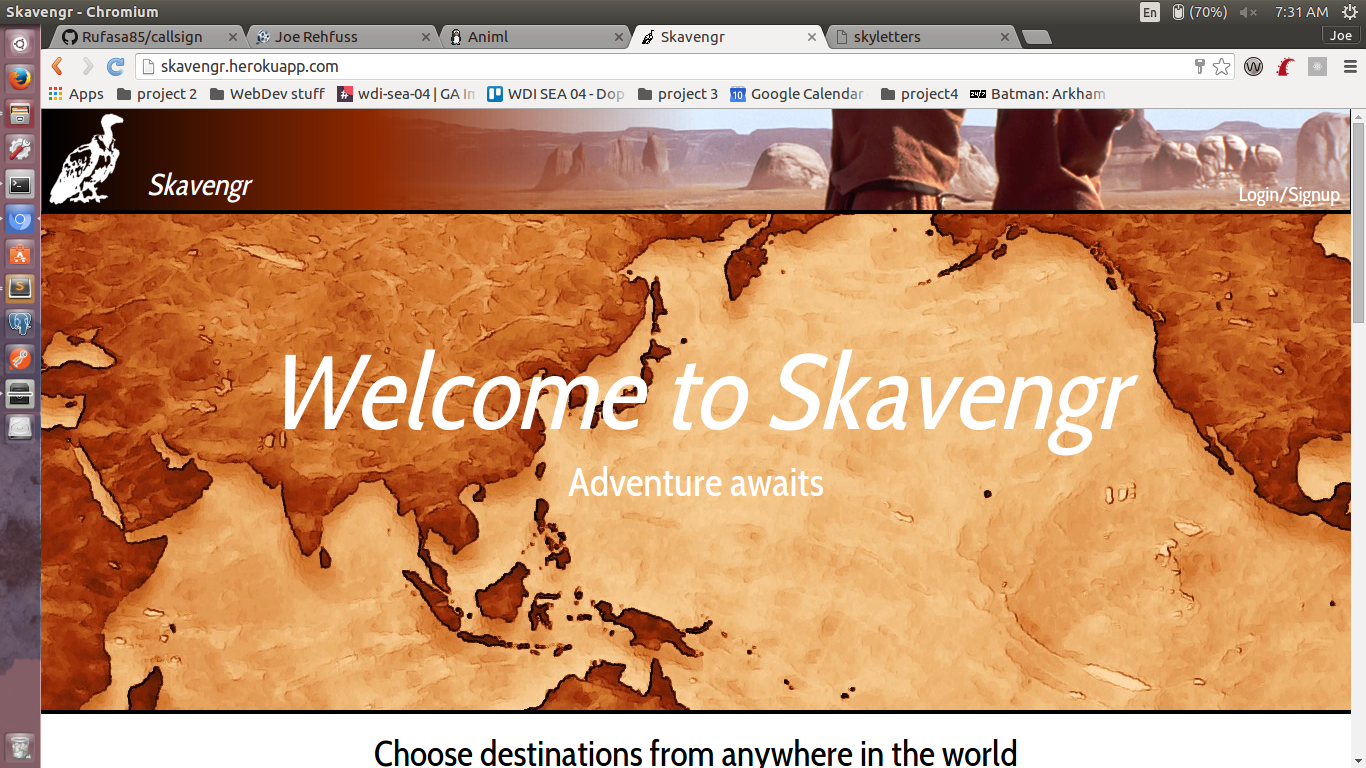 Skavengr - Chromium
En (70%) 7:31 AM
Rufasa85/callsign Joe Rehfuss Animl Skavengr skyletters Joe
skavengr.herokuapp.com
Apps project 2 WebDev stuff wdi-sea-04 | GA In WDI SEA 04 - Dop project 3 Google Calendar project4 Batman: Arkham
Skavengr
Login/Signup
Welcome to Skavengr
Adventure awaits
Choose destinations from anywhere in the world